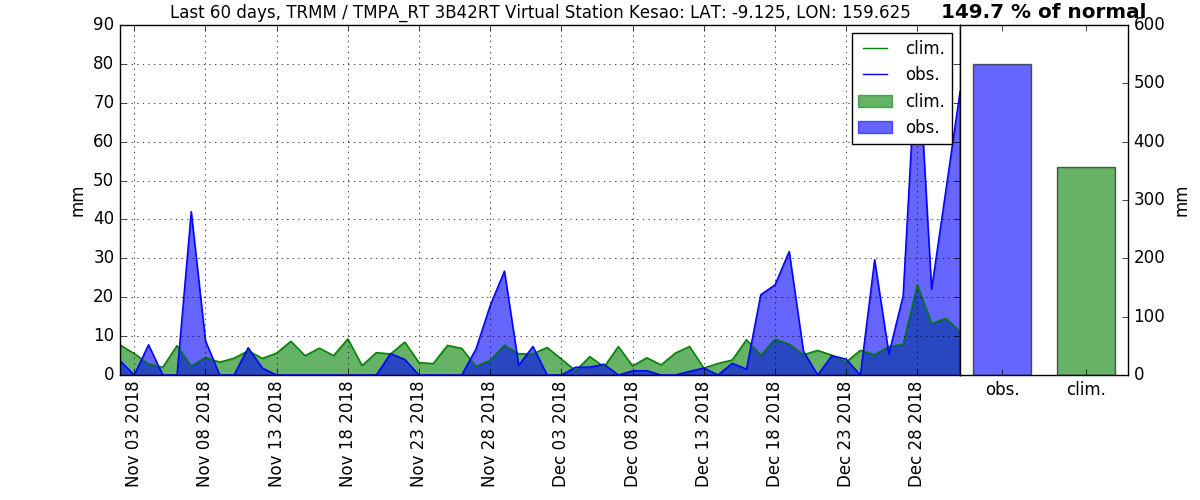 Last 60 days, TRMM / TMPA_RT 3B42RT Virtual Station Kesao: LAT: -9.125, LON: 159.625
149.7 % of normal
90
80
70
60
50
40
30
20
10
0
mm
clim.
obs.
clim.
obs.
600
500
400
300
200
100
0
mm
Nov 03 2018
Nov 08 2018
Nov 13 2018
Nov 18 2018
Nov 23 2018
Nov 28 2018
Dec 03 2018
Dec 08 2018
Dec 13 2018
Dec 18 2018
Dec 23 2018
Dec 28 2018
obs.
clim.